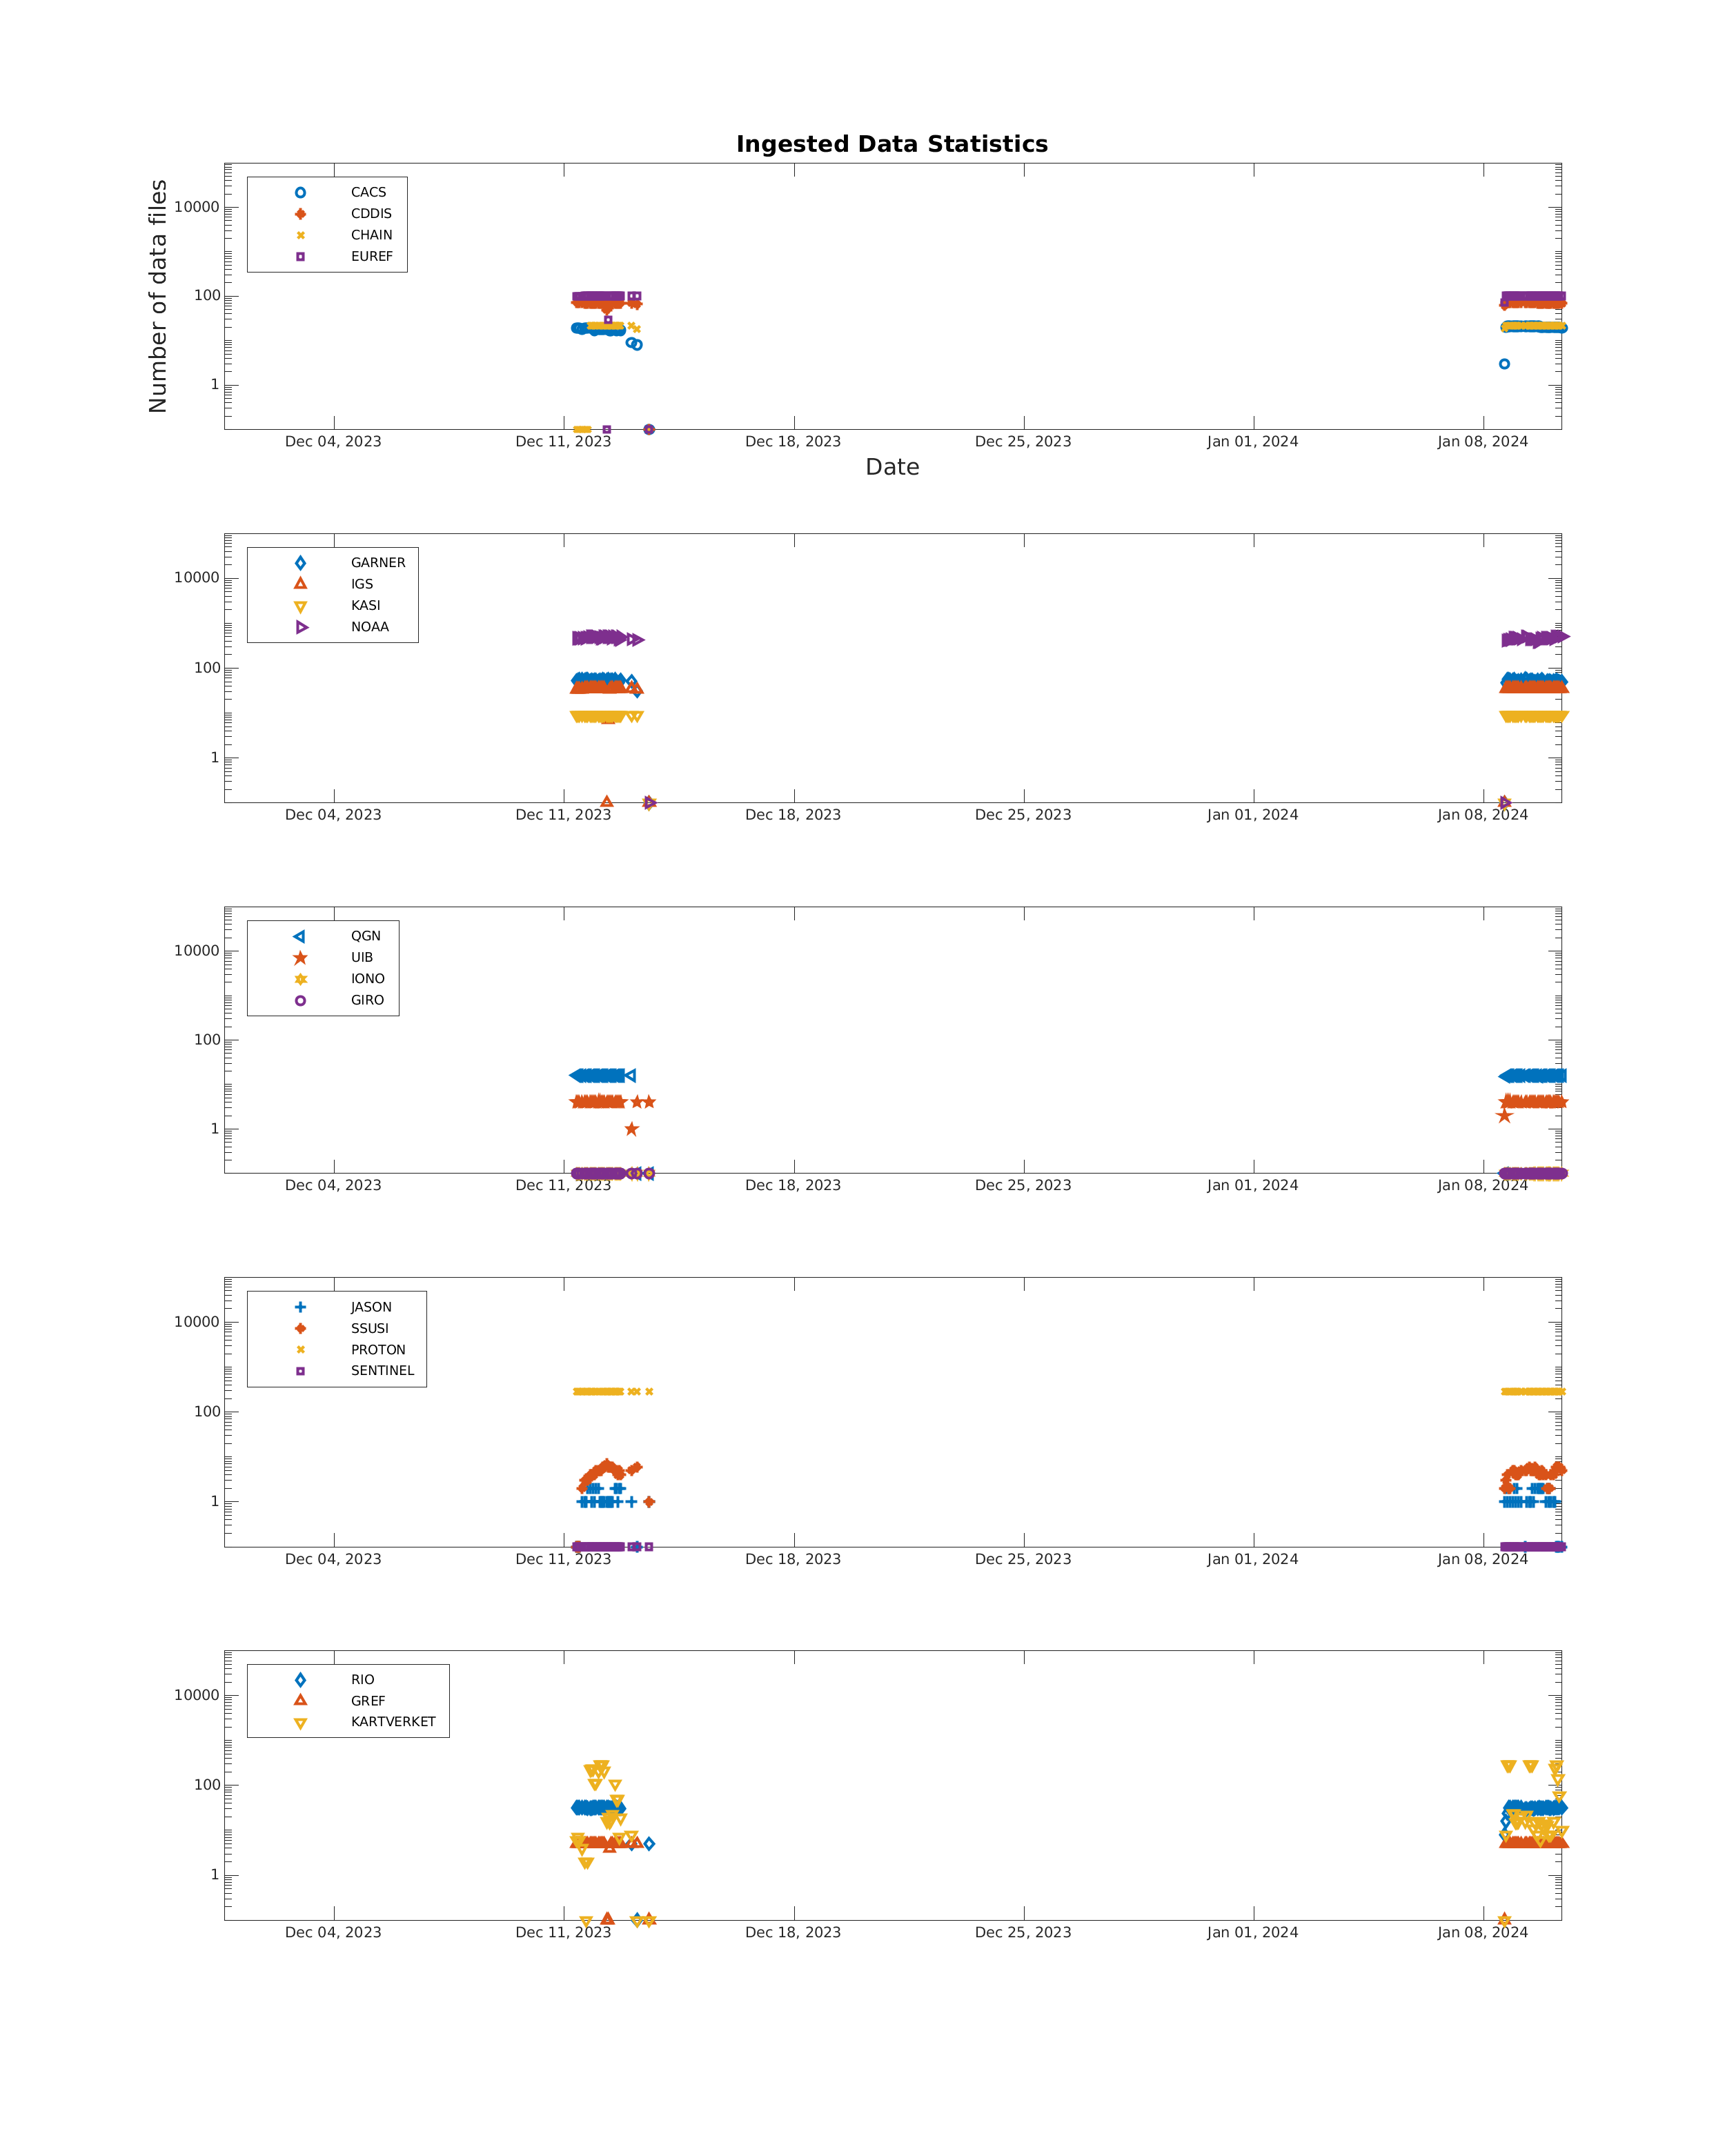 Ingested Data Statistics
Number of data files
10000
100
1
CACS
CDDIS
CHAIN
EUREF
Dec 04, 2023
Dec 11, 2023
Dec 18, 2023
Dec 25, 2023
Jan 01, 2024
Jan 08, 2024
Date
10000
100
1
GARNER
IGS
KASI
NOAA
Dec 04, 2023
Dec 11, 2023
Dec 18, 2023
Dec 25, 2023
Jan 01, 2024
Jan 08, 2024
10000
100
1
QGN
UIB
IONO
GIRO
Dec 04, 2023
Dec 11, 2023
Dec 18, 2023
Dec 25, 2023
Jan 01, 2024
Jan 08, 2024
10000
100
1
JASON
SSUSI
PROTON
SENTINEL
Dec 04, 2023
Dec 11, 2023
Dec 18, 2023
Dec 25, 2023
Jan 01, 2024
Jan 08, 2024
10000
100
1
RIO
GREF
KARTVERKET
Dec 04, 2023
Dec 11, 2023
Dec 18, 2023
Dec 25, 2023
Jan 01, 2024
Jan 08, 2024